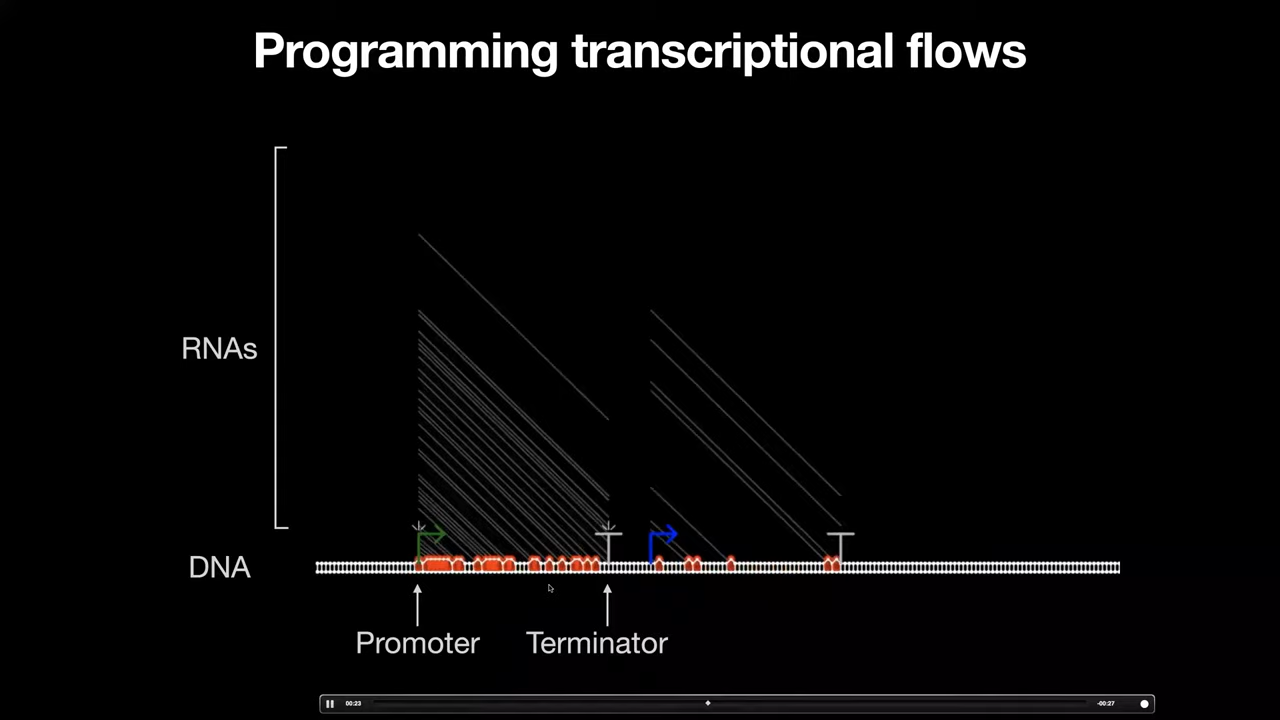 Programming transcriptional flows
RNAs
DNA
Promoter
Terminator
00:23
-00:27